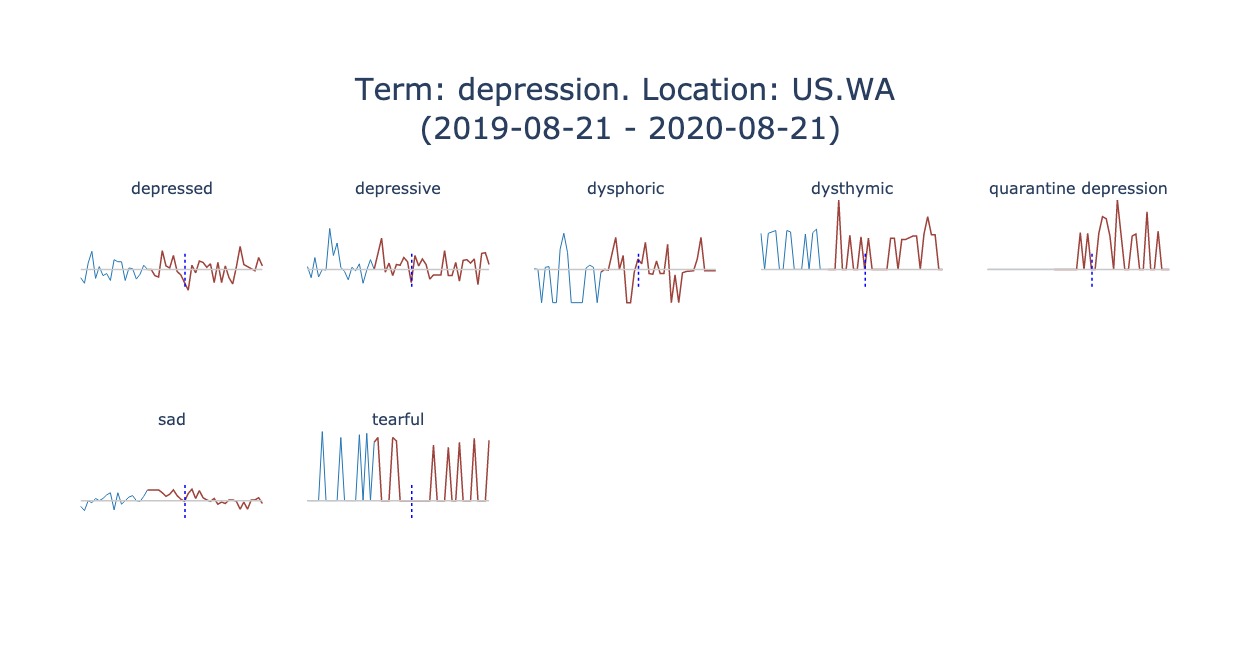 Term: depression. Location: US.WA
(2019-08-21 - 2020-08-21)
depressed
depressive
dysphoric
dysthymic
quarantine depression
sad
tearful